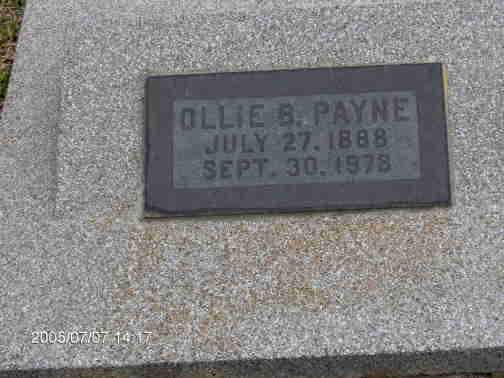 OLLIE B. PAYNE
JULY 27, 1888
SEPT. 30, 1978
2005/07/07 14:17